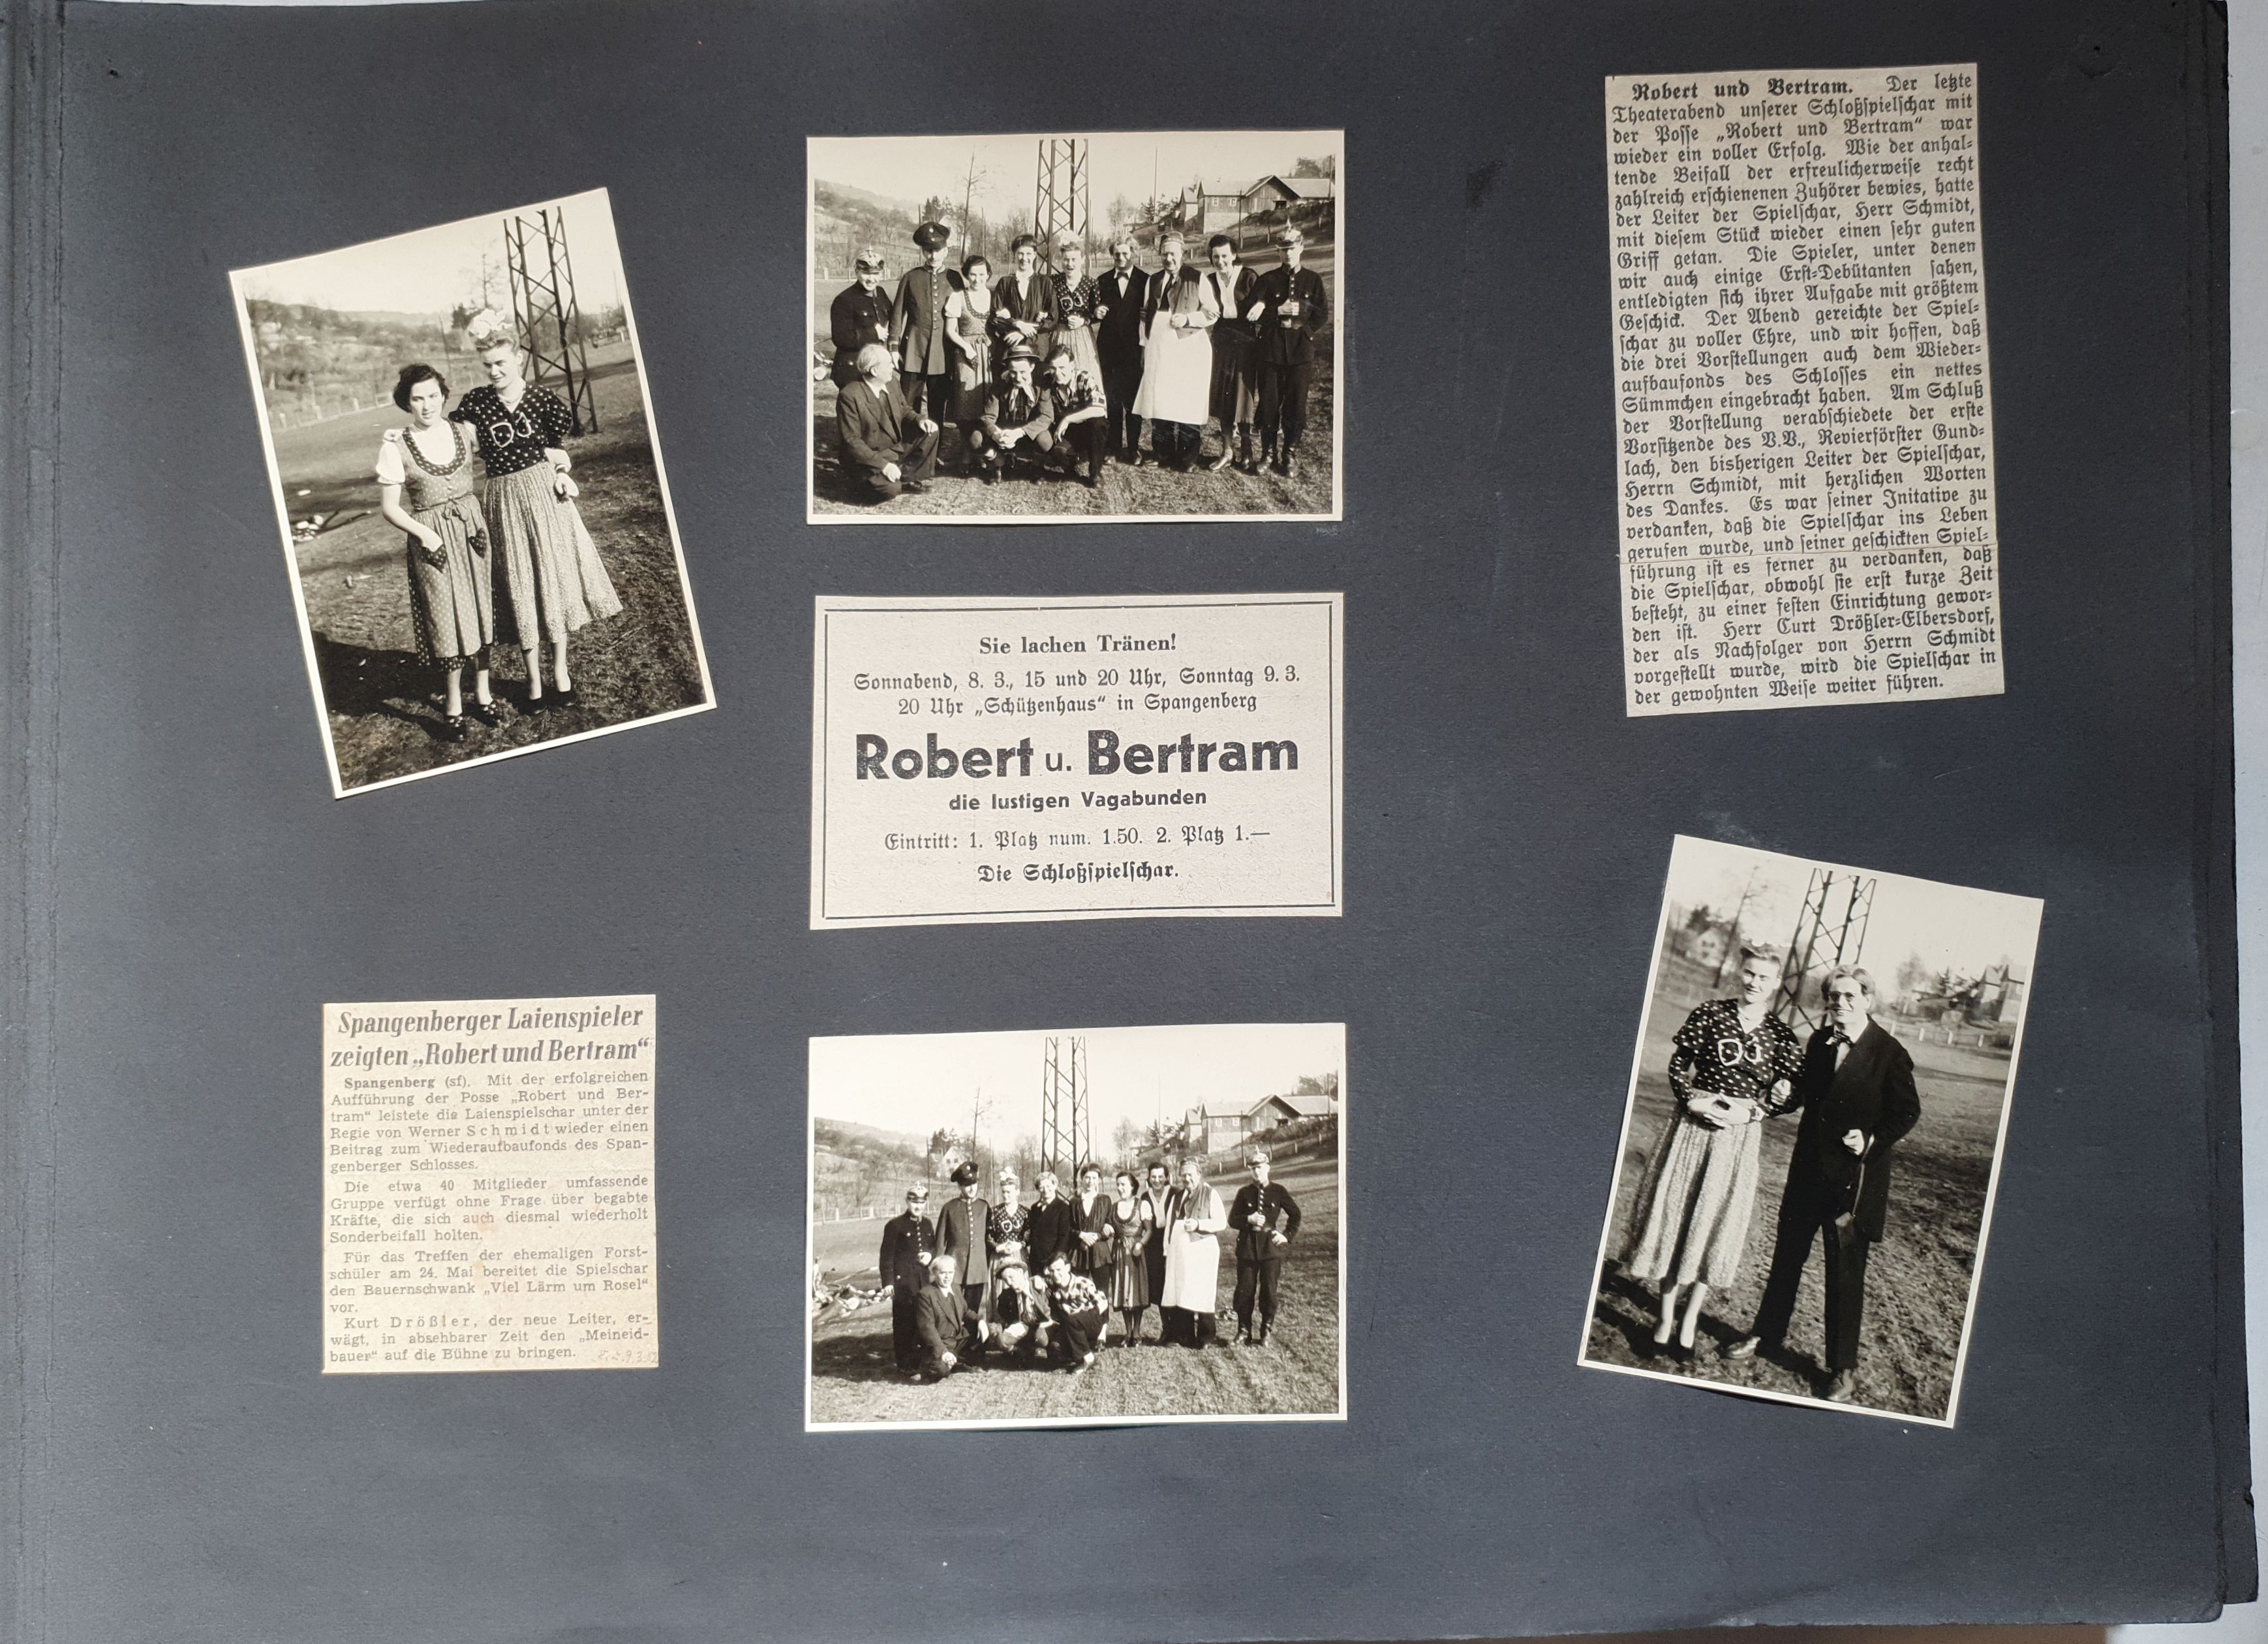 Robert und Bertram. Der letzte
Theaterabend unserer Schloßspielschar mit
der Posse „Robert und Bertram“ war
wieder ein voller Erfolg. Wie der anhal-
tende Beifall der erfreulicherweise recht
zahlreich erschienenen Zuhörer bewies, hatte
der Leiter der Spielschar, Herr Schmidt,
mit diesem Stück wieder einen sehr guten
Griff getan. Die Spieler, unter denen
wir auch einige Erst-Debütanten sahen,
entledigten sich ihrer Aufgabe mit größtem
Geschick. Der Abend gereichte der Spiel-
schar zu voller Ehre, und wir hoffen, daß
die drei Vorstellungen auch dem Wieder-
aufbaufonds des Schlosses ein nettes
Sümmchen eingebracht haben. Am Schluß
der Vorstellung verabschiedete der erste
Vorsitzende des V.V., Revierförster Gund-
lach, den bisherigen Leiter der Spielschar,
Herrn Schmidt, mit herzlichen Worten
des Dankes. Es war seiner Initative zu
verdanken, daß die Spielschar ins Leben
gerufen wurde, und seiner geschickten Spiel-
führung ist es ferner zu verdanken, daß
die Spielschar, obwohl sie erst kurze Zeit
besteht, zu einer festen Einrichtung gewor-
den ist. Herr Curt Drößler-Elbersdorf,
der als Nachfolger von Herrn Schmidt
vorgestellt wurde, wird die Spielschar in
der gewohnten Weise weiter führen.
Sie lachen Tränen!
Sonnabend, 8. 3., 15 und 20 Uhr, Sonntag 9. 3.
20 Uhr „Schützenhaus“ in Spangenberg
Robert u. Bertram
die lustigen Vagabunden
Eintritt: 1. Platz num. 1.50. 2. Platz 1.—
Die Schloßspielschar.
Spangenberger Laienspieler
zeigten „Robert und Bertram“
Spangenberg (sf). Mit der erfolgreichen
Aufführung der Posse „Robert und Ber-
tram“ leistete die Laienspielschar unter der
Regie von Werner Schmidt wieder einen
Beitrag zum Wiederaufbaufonds des Span-
genberger Schlosses.
Die etwa 40 Mitglieder umfassende
Gruppe verfügt ohne Frage über begabte
Kräfte, die sich auch diesmal wiederholt
Sonderbeifall holten.
Für das Treffen der ehemaligen Forst-
schüler am 24. Mai bereitet die Spielschar
den Bauernschwank „Viel Lärm um Rosel“
vor.
Kurt Drößler, der neue Leiter, er-
wägt, in absehbarer Zeit den „Meineid-
bauer“ auf die Bühne zu bringen.